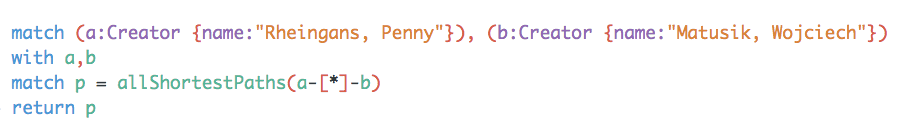 match (a:Creator {name:"Rheingans, Penny"}), (b:Creator {name:"Matusik, Wojciech"})
with a,b
match p = allShortestPaths(a-[*]-b)
return p